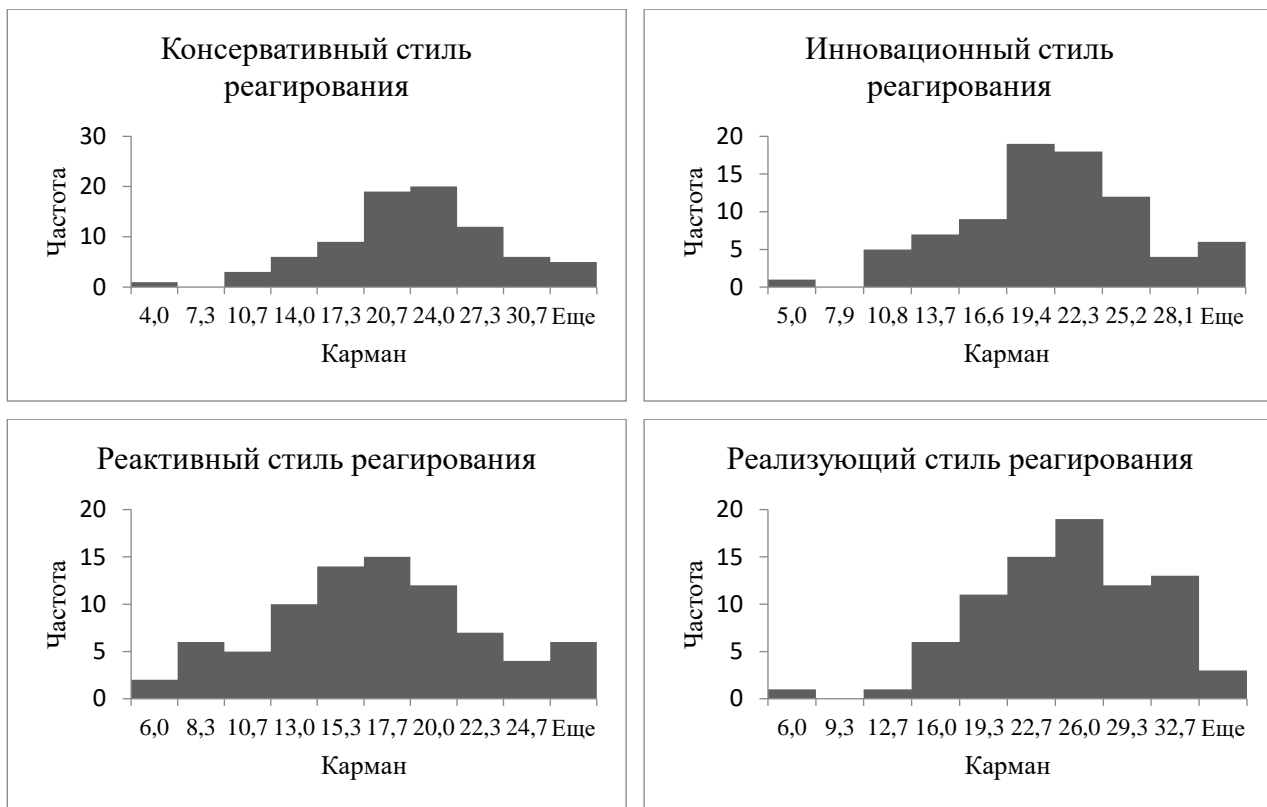 Консервативный стиль
реагирования
30
20
10
0
Частота
4,0 7,3 10,7 14,0 17,3 20,7 24,0 27,3 30,7 Еще
Карман
Инновационный стиль
реагирования
20
15
10
5
0
Частота
5,0 7,9 10,8 13,7 16,6 19,4 22,3 25,2 28,1 Еще
Карман
Реактивный стиль реагирования
20
15
10
5
0
Частота
6,0 8,3 10,7 13,0 15,3 17,7 20,0 22,3 24,7 Еще
Карман
Реализующий стиль реагирования
20
15
10
5
0
Частота
6,0 9,3 12,7 16,0 19,3 22,7 26,0 29,3 32,7 Еще
Карман